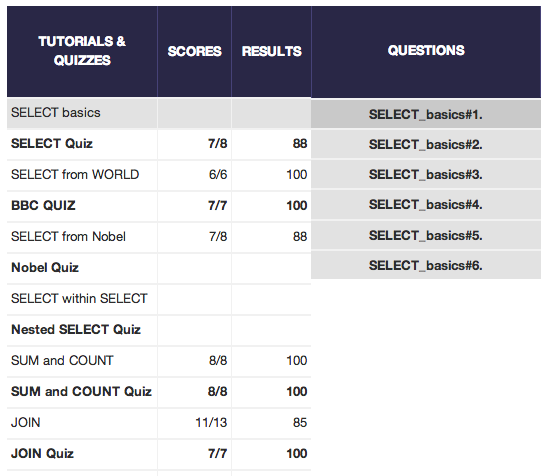 TUTORIALS & QUIZZES SCORES RESULTS QUESTIONS
SELECT basics SELECT_basics#1.
SELECT Quiz 7/8 88 SELECT_basics#2.
SELECT from WORLD 6/6 100 SELECT_basics#3.
BBC QUIZ 7/7 100 SELECT_basics#4.
SELECT from Nobel 7/8 88 SELECT_basics#5.
Nobel Quiz SELECT_basics#6.
SELECT within SELECT
Nested SELECT Quiz
SUM and COUNT 8/8 100
SUM and COUNT Quiz 8/8 100
JOIN 11/13 85
JOIN Quiz 7/7 100